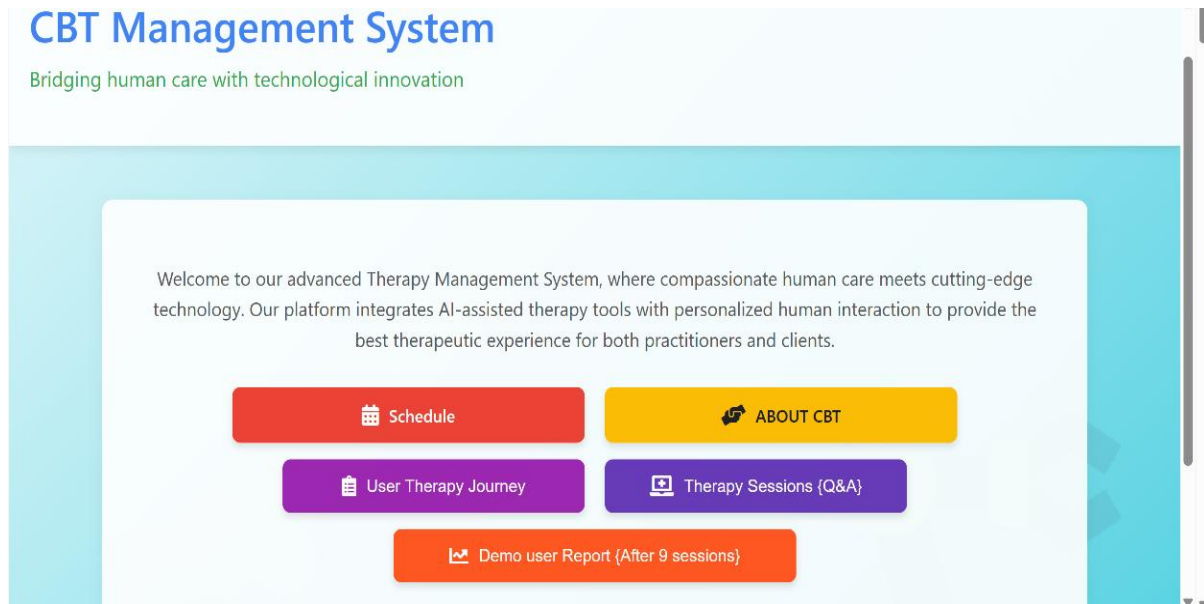 CBT Management System
Bridging human care with technological innovation
Welcome to our advanced Therapy Management System, where compassionate human care meets cutting-edge
technology. Our platform integrates AI-assisted therapy tools with personalized human interaction to provide the
best therapeutic experience for both practitioners and clients.
Schedule
ABOUT CBT
User Therapy Journey
Therapy Sessions {Q&A}
Demo user Report {After 9 sessions}